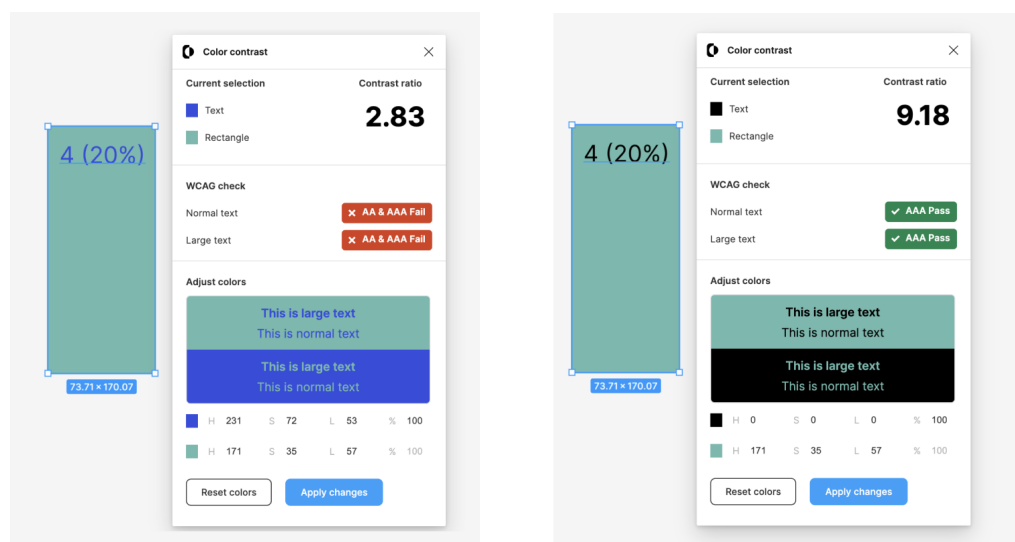 Color contrast
Current selection Contrast ratio
Text 2.83
Rectangle
4 (20%)
WCAG check
Normal text AA & AAA Fail
Large text AA & AAA Fail
Adjust colors
This is large text
This is normal text
This is large text
This is normal text
73.71 × 170.07
H 231 S 72 L 53 % 100
H 171 S 35 L 57 % 100
Reset colors Apply changes
Color contrast
Current selection Contrast ratio
Text 9.18
Rectangle
4 (20%)
WCAG check
Normal text AAA Pass
Large text AAA Pass
Adjust colors
This is large text
This is normal text
This is large text
This is normal text
73.71 × 170.07
H 0 S 0 L 0 % 100
H 171 S 35 L 57 % 100
Reset colors Apply changes